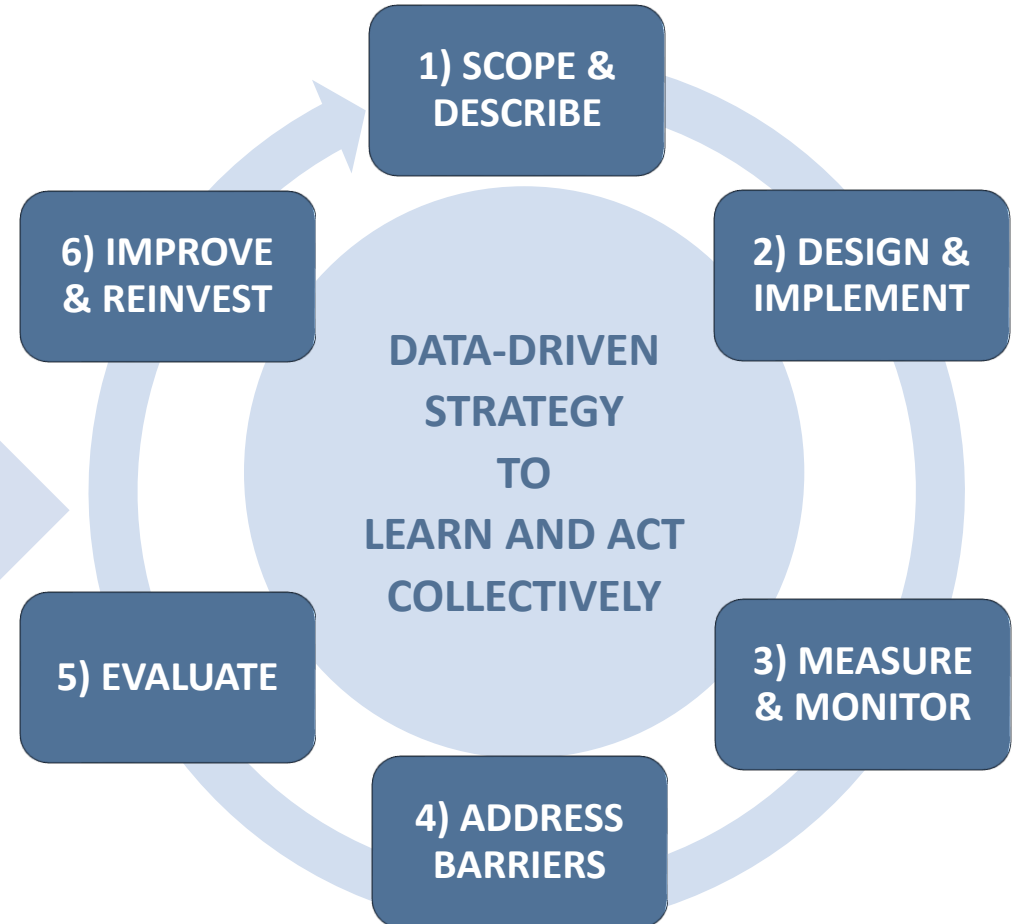 1) SCOPE &
DESCRIBE
2) DESIGN &
IMPLEMENT
3) MEASURE
& MONITOR
4) ADDRESS
BARRIERS
5) EVALUATE
6) IMPROVE
& REINVEST
DATA-DRIVEN
STRATEGY
TO
LEARN AND ACT
COLLECTIVELY